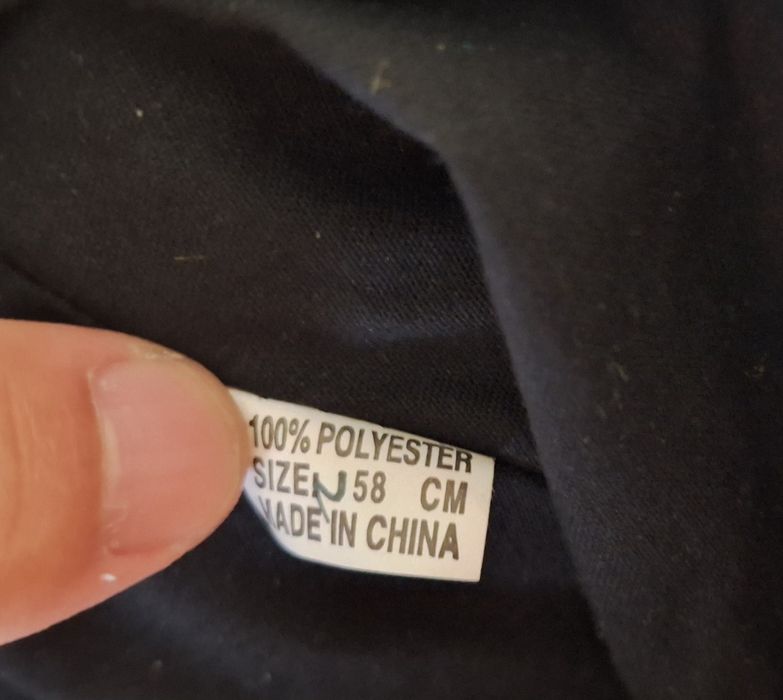 100% POLYESTER
SIZE 58 CM
MADE IN CHINA